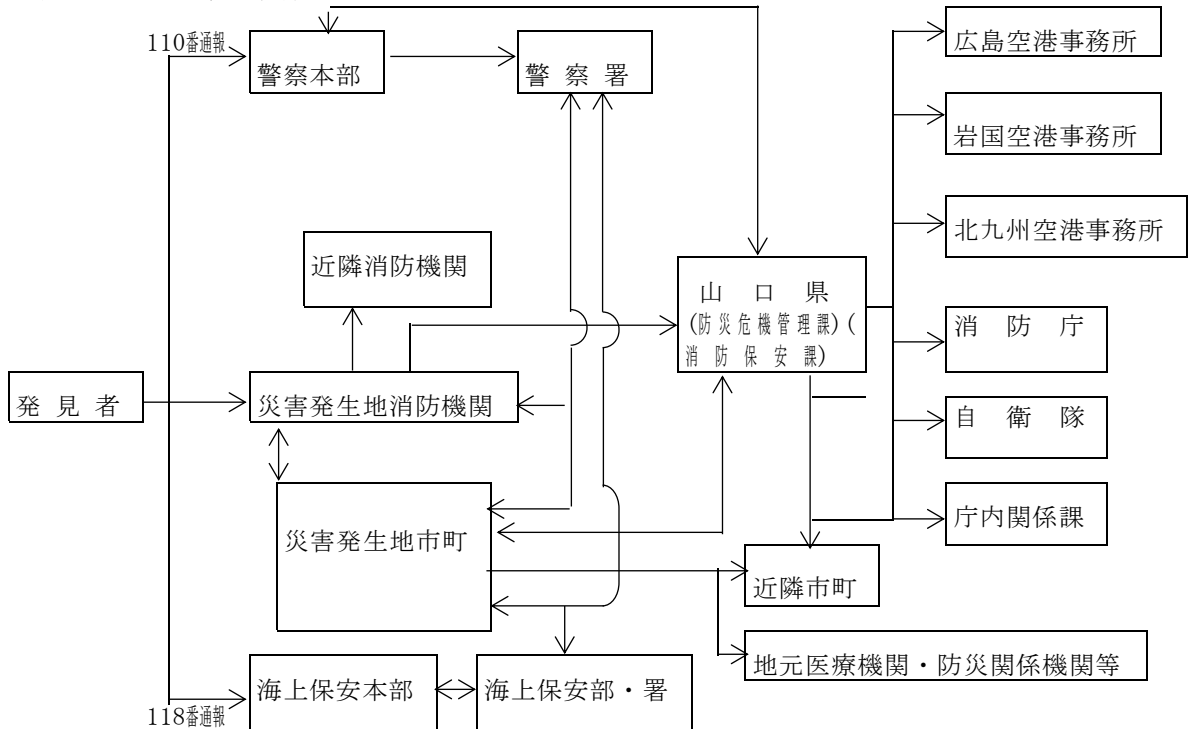 110番通報
警察本部
警 察 署
広島空港事務所
岩国空港事務所
北九州空港事務所
近隣消防機関
山 口 県
(防災危機管理課)(
消防保安課)
消 防 庁
発 見 者
災害発生地消防機関
自 衛 隊
災害発生地市町
庁内関係課
近隣市町
地元医療機関・防災関係機関等
海上保安本部
海上保安部・署
118番通報